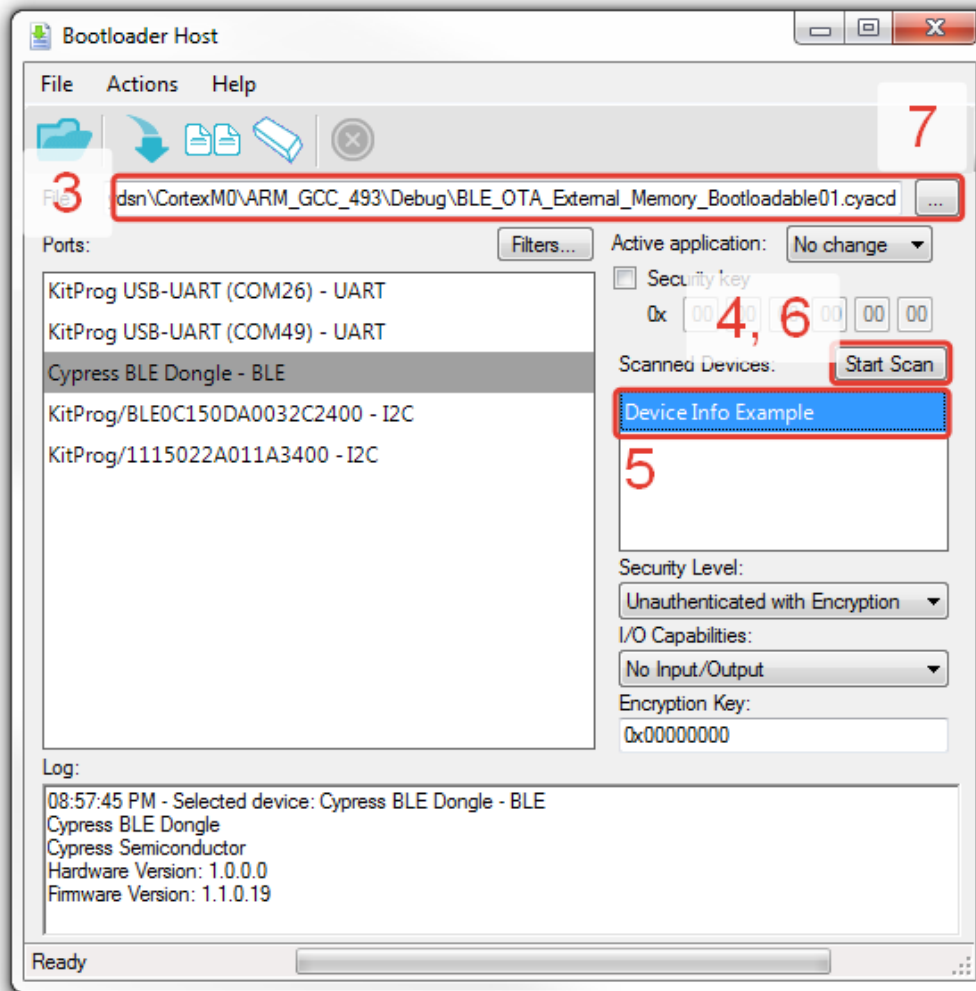 Bootloader Host
File Actions Help
7
3
File: dsn\CortexM0\ARM_GCC_493\Debug\BLE_OTA_External_Memory_Bootloadable01.cyacd ...
Ports: Filters... Active application: No change
Security key
4, 6
0x 00 00 00 00 00 00
Scanned Devices: Start Scan
KitProg USB-UART (COM26) - UART
KitProg USB-UART (COM49) - UART
Cypress BLE Dongle - BLE
KitProg/BLE0C150DA0032C2400 - I2C
KitProg/1115022A011A3400 - I2C
Device Info Example
5
Security Level:
Unauthenticated with Encryption
I/O Capabilities:
No Input/Output
Encryption Key:
0x00000000
Log:
08:57:45 PM - Selected device: Cypress BLE Dongle - BLE
Cypress BLE Dongle
Cypress Semiconductor
Hardware Version: 1.0.0.0
Firmware Version: 1.1.0.19
Ready